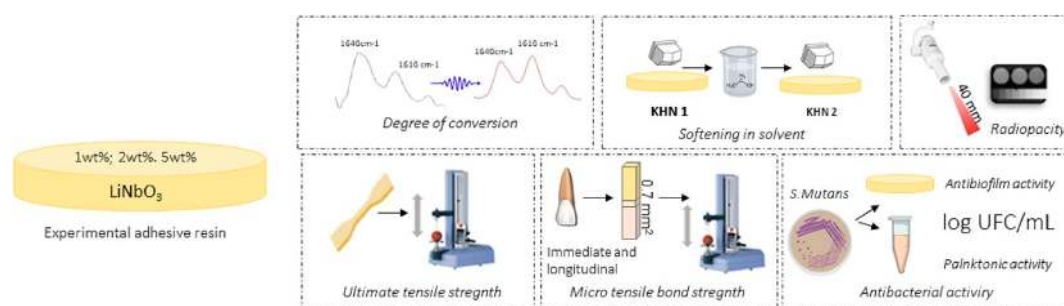 1wt%; 2wt%. 5wt%
LiNbO₃
Experimental adhesive resin
1640cm-1
1610 cm-1
1640cm-1
1610 cm-1
Degree of conversion
KHN 1
KHN 2
Softening in solvent
40 mm
Radiopacity
Ultimate tensile stregnth
0,7 mm²
Immediate and
longitudinal
Micro tensile bond stregnth
S.Mutans
Antibiofilm activity
log UFC/mL
Palnktonic activity
Antibacterial activiry